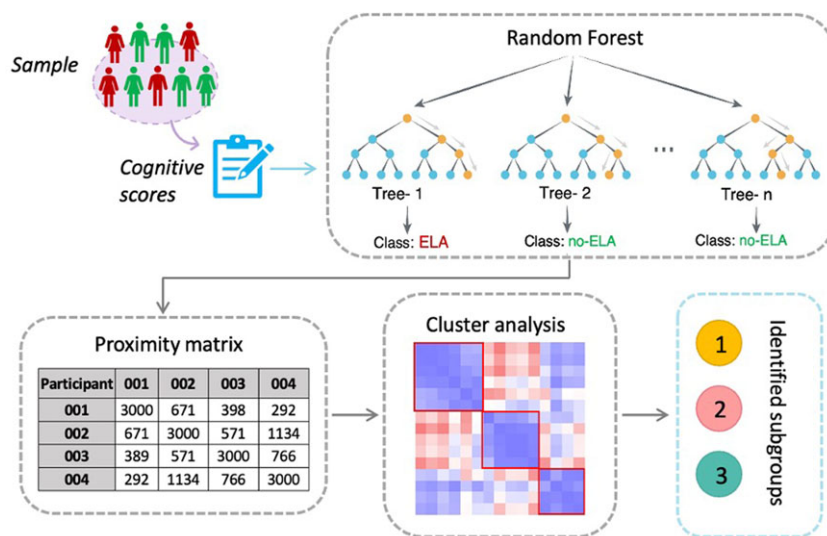 Sample
Cognitive
scores
Random Forest
...
Tree- 1 Tree- 2 Tree- n
Class: ELA Class: no-ELA Class: no-ELA
Proximity matrix
Participant 001 002 003 004
001 3000 671 398 292
002 671 3000 571 1134
003 389 571 3000 766
004 292 1134 766 3000
Cluster analysis
1
2
3
Identified subgroups